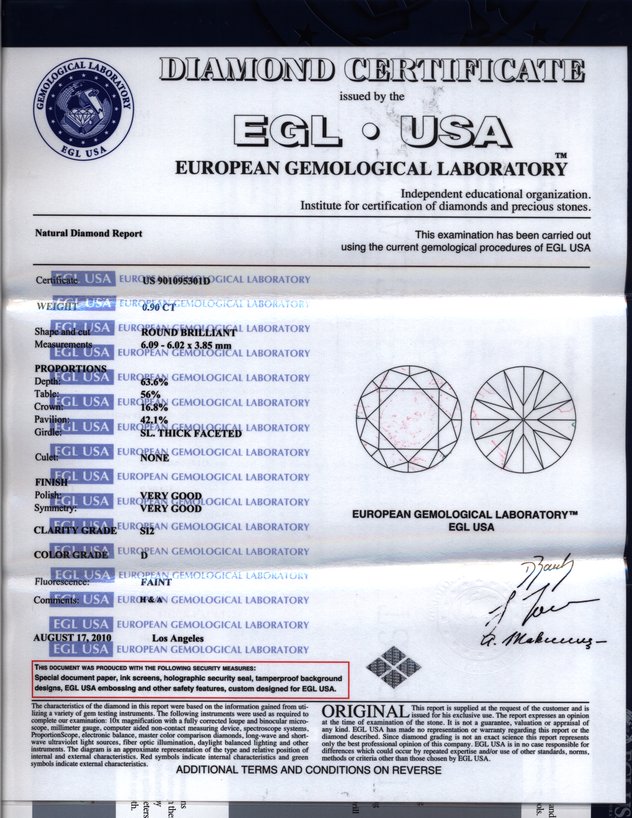 GEMOLOGICAL LABORATORY
EGL USA
DIAMOND CERTIFICATE
issued by the
EGL • USA
EUROPEAN GEMOLOGICAL LABORATORY™
Independent educational organization.
Institute for certification of diamonds and precious stones.
Natural Diamond Report
This examination has been carried out
using the current gemological procedures of EGL USA
Certificate: US 901095301D
WEIGHT 0.90 CT
Shape and cut ROUND BRILLIANT
Measurements 6.09 - 6.02 x 3.85 mm
PROPORTIONS
Depth: 63.6%
Table: 56%
Crown: 16.8%
Pavilion: 42.1%
Girdle: SL. THICK FACETED
Culet: NONE
FINISH
Polish: VERY GOOD
Symmetry: VERY GOOD
CLARITY GRADE SI2
COLOR GRADE D
Fluorescence: FAINT
Comments: H & A
AUGUST 17, 2010 Los Angeles
EGL USA EUROPEAN GEMOLOGICAL LABORATORY
EUROPEAN GEMOLOGICAL LABORATORY™
EGL USA
THIS DOCUMENT WAS PRODUCED WITH THE FOLLOWING SECURITY MEASURES:
Special document paper, ink screens, holographic security seal, tamperproof background
designs, EGL USA embossing and other safety features, custom designed for EGL USA.
The characteristics of the diamond in this report were based on the information gained from uti-
lizing a variety of gem testing instruments. The following instruments were used as required to
complete our examination: 10x magnification with a fully corrected loupe and binocular micro-
scope, millimeter gauge, computer aided non-contact measuring device, spectroscope systems,
ProportionScope, electronic balance, master color comparison diamonds, long-wave and short-
wave ultraviolet light sources, fiber optic illumination, daylight balanced lighting and other
instruments. The diagram is an approximate representation of the type and relative position of
internal and external characteristics. Red symbols indicate internal characteristics and green
symbols indicate external characteristics.
ORIGINAL This report is supplied at the request of the customer and is
issued for his exclusive use. The report expresses an opinion
at the time of examination of the stone. It is not a guarantee, valuation or appraisal of
any kind. EGL USA has made no representation or warranty regarding this report or the
diamond described. Since diamond grading is not an exact science this report represents
only the best professional opinion of this company. EGL USA is in no case responsible for
differences which could occur by repeated expertise and/or use of other standards, norms,
methods or criteria other than those chosen by EGL USA.
ADDITIONAL TERMS AND CONDITIONS ON REVERSE